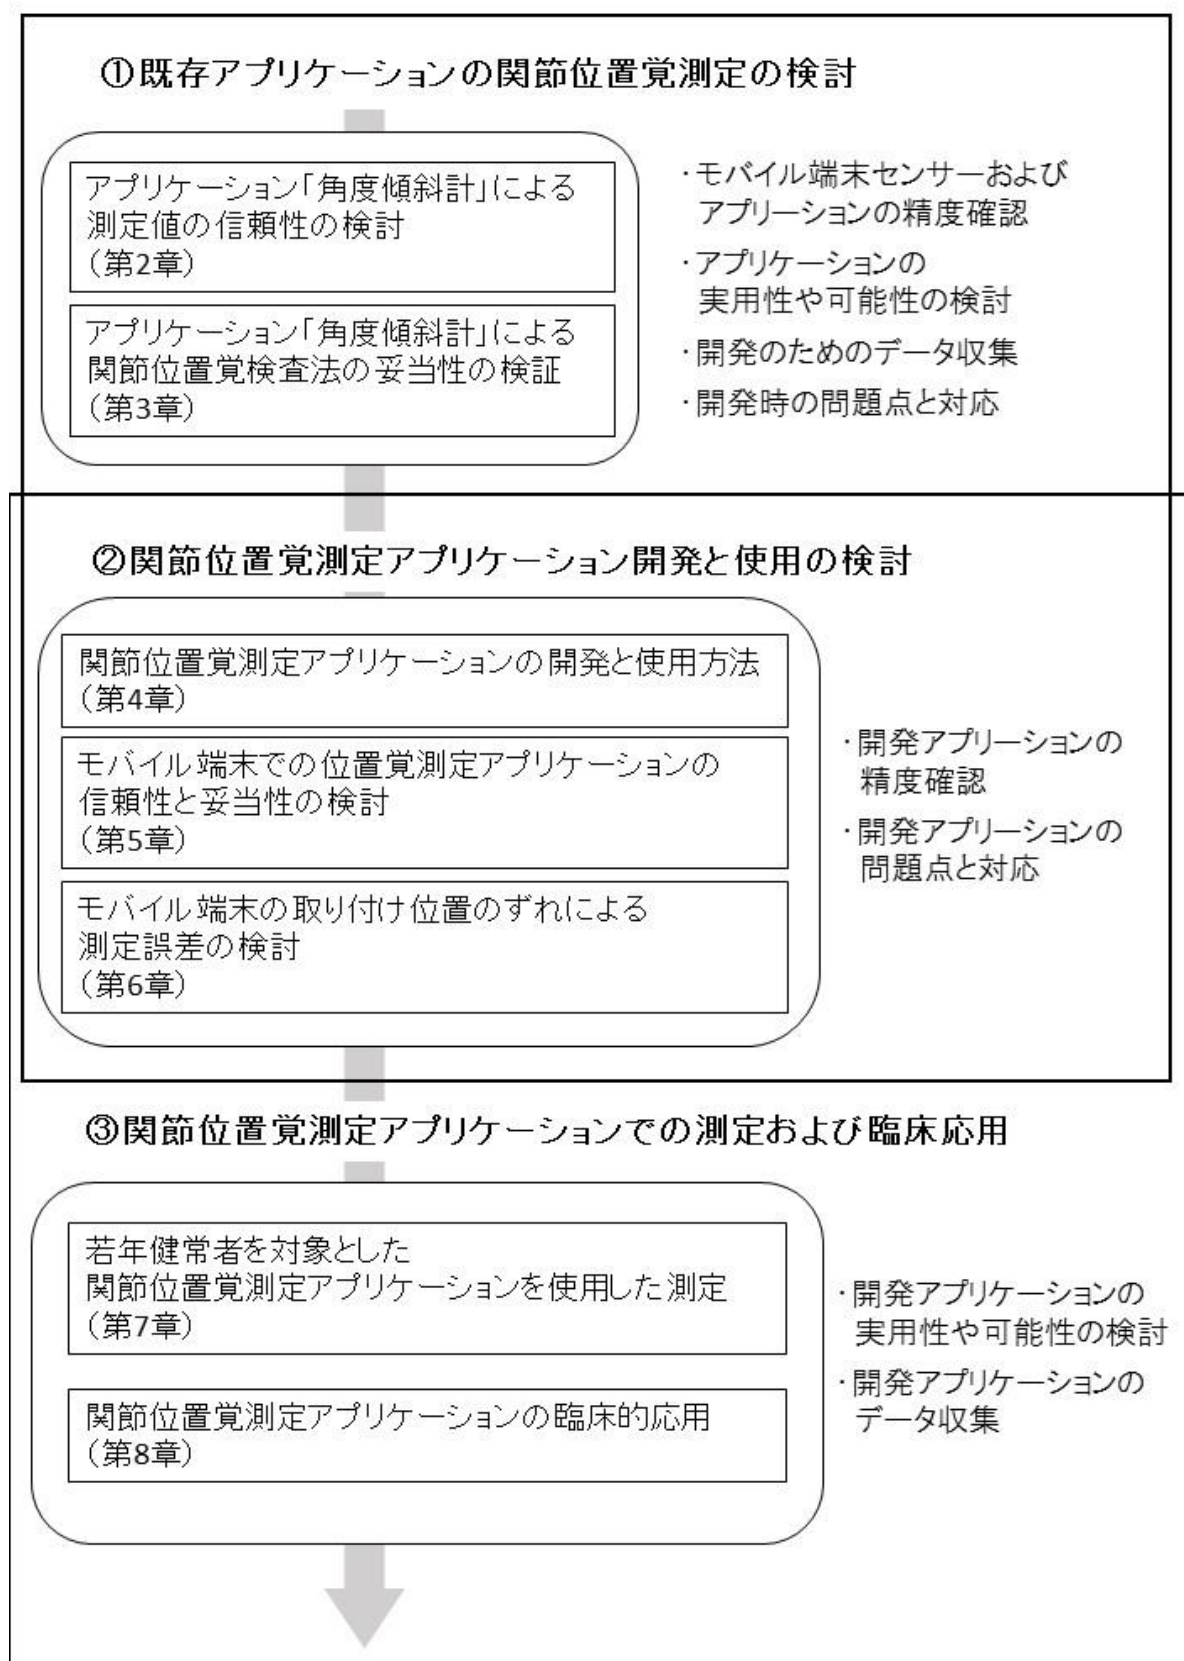 ①既存アプリケーションの関節位置覚測定の検討
アプリケーション「角度傾斜計」による
測定値の信頼性の検討
（第2章）
アプリケーション「角度傾斜計」による
関節位置覚検査法の妥当性の検証
（第3章）
・モバイル端末センサーおよび
アプリーションの精度確認
・アプリケーションの
実用性や可能性の検討
・開発のためのデータ収集
・開発時の問題点と対応
②関節位置覚測定アプリケーション開発と使用の検討
関節位置覚測定アプリケーションの開発と使用方法
（第4章）
モバイル端末での位置覚測定アプリケーションの
信頼性と妥当性の検討
（第5章）
モバイル端末の取り付け位置のずれによる
測定誤差の検討
（第6章）
・開発アプリーションの
精度確認
・開発アプリーションの
問題点と対応
③関節位置覚測定アプリケーションでの測定および臨床応用
若年健常者を対象とした
関節位置覚測定アプリケーションを使用した測定
（第7章）
関節位置覚測定アプリケーションの臨床的応用
（第8章）
・開発アプリケーションの
実用性や可能性の検討
・開発アプリケーションの
データ収集